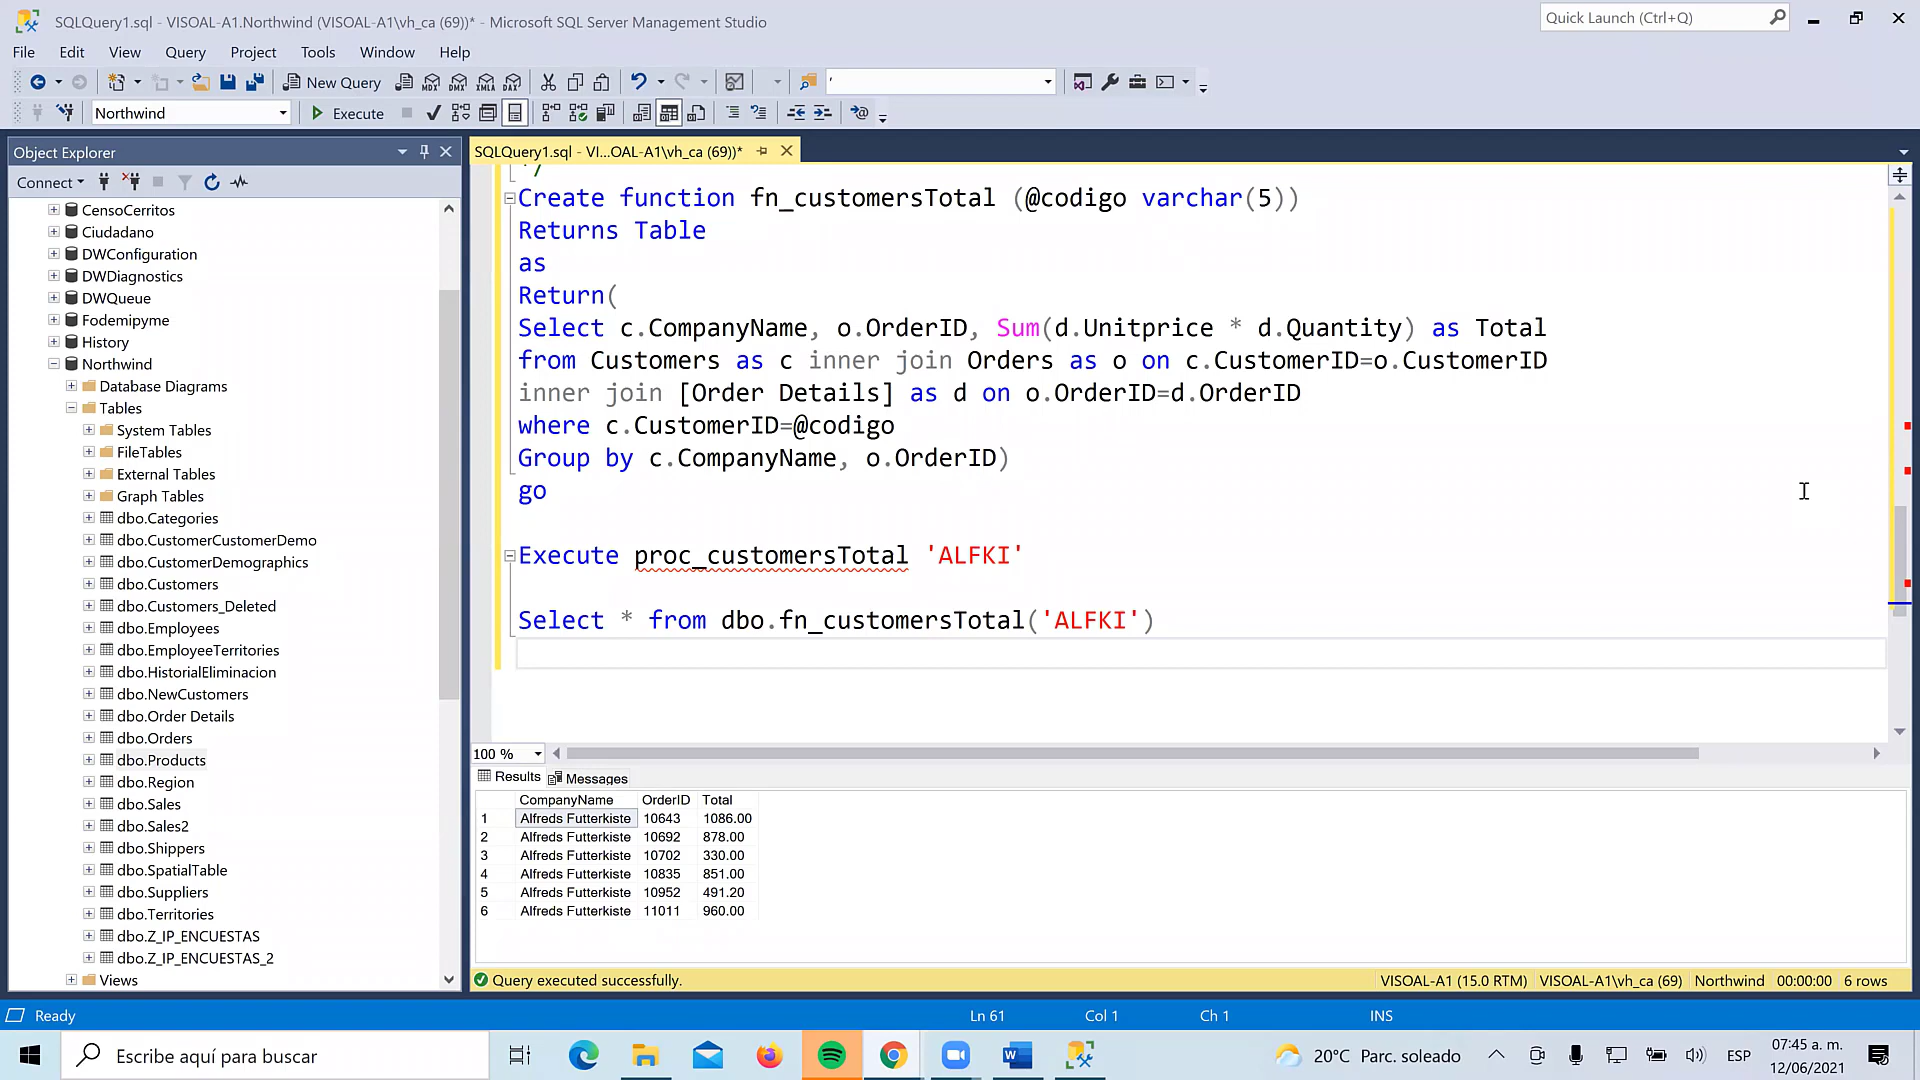 SQLQuery1.sql - VISOAL-A1.Northwind (VISOAL-A1\vh_ca (69))* - Microsoft SQL Server Management Studio
Quick Launch (Ctrl+Q)
File Edit View Query Project Tools Window Help
New Query
MDX DMX XMLA DAX
'
Northwind
Execute
Object Explorer
SQLQuery1.sql - VI...OAL-A1\vh_ca (69))*
Connect
CensoCerritos
Ciudadano
DWConfiguration
DWDiagnostics
DWQueue
Fodemipyme
History
Northwind
Database Diagrams
Tables
System Tables
FileTables
External Tables
Graph Tables
dbo.Categories
dbo.CustomerCustomerDemo
dbo.CustomerDemographics
dbo.Customers
dbo.Customers_Deleted
dbo.Employees
dbo.EmployeeTerritories
dbo.HistorialEliminacion
dbo.NewCustomers
dbo.Order Details
dbo.Orders
dbo.Products
dbo.Region
dbo.Sales
dbo.Sales2
dbo.Shippers
dbo.SpatialTable
dbo.Suppliers
dbo.Territories
dbo.Z_IP_ENCUESTAS
dbo.Z_IP_ENCUESTAS_2
Views
*/
Create function fn_customersTotal (@codigo varchar(5))
Returns Table
as
Return(
Select c.CompanyName, o.OrderID, Sum(d.Unitprice * d.Quantity) as Total
from Customers as c inner join Orders as o on c.CustomerID=o.CustomerID
inner join [Order Details] as d on o.OrderID=d.OrderID
where c.CustomerID=@codigo
Group by c.CompanyName, o.OrderID)
go
Execute proc_customersTotal 'ALFKI'
Select * from dbo.fn_customersTotal('ALFKI')
100 %
Results Messages
CompanyName OrderID Total
1 Alfreds Futterkiste 10643 1086.00
2 Alfreds Futterkiste 10692 878.00
3 Alfreds Futterkiste 10702 330.00
4 Alfreds Futterkiste 10835 851.00
5 Alfreds Futterkiste 10952 491.20
6 Alfreds Futterkiste 11011 960.00
Query executed successfully.
VISOAL-A1 (15.0 RTM) VISOAL-A1\vh_ca (69) Northwind 00:00:00 6 rows
Ready Ln 61 Col 1 Ch 1 INS
Escribe aquí para buscar
20°C Parc. soleado
ESP
07:45 a. m.
12/06/2021